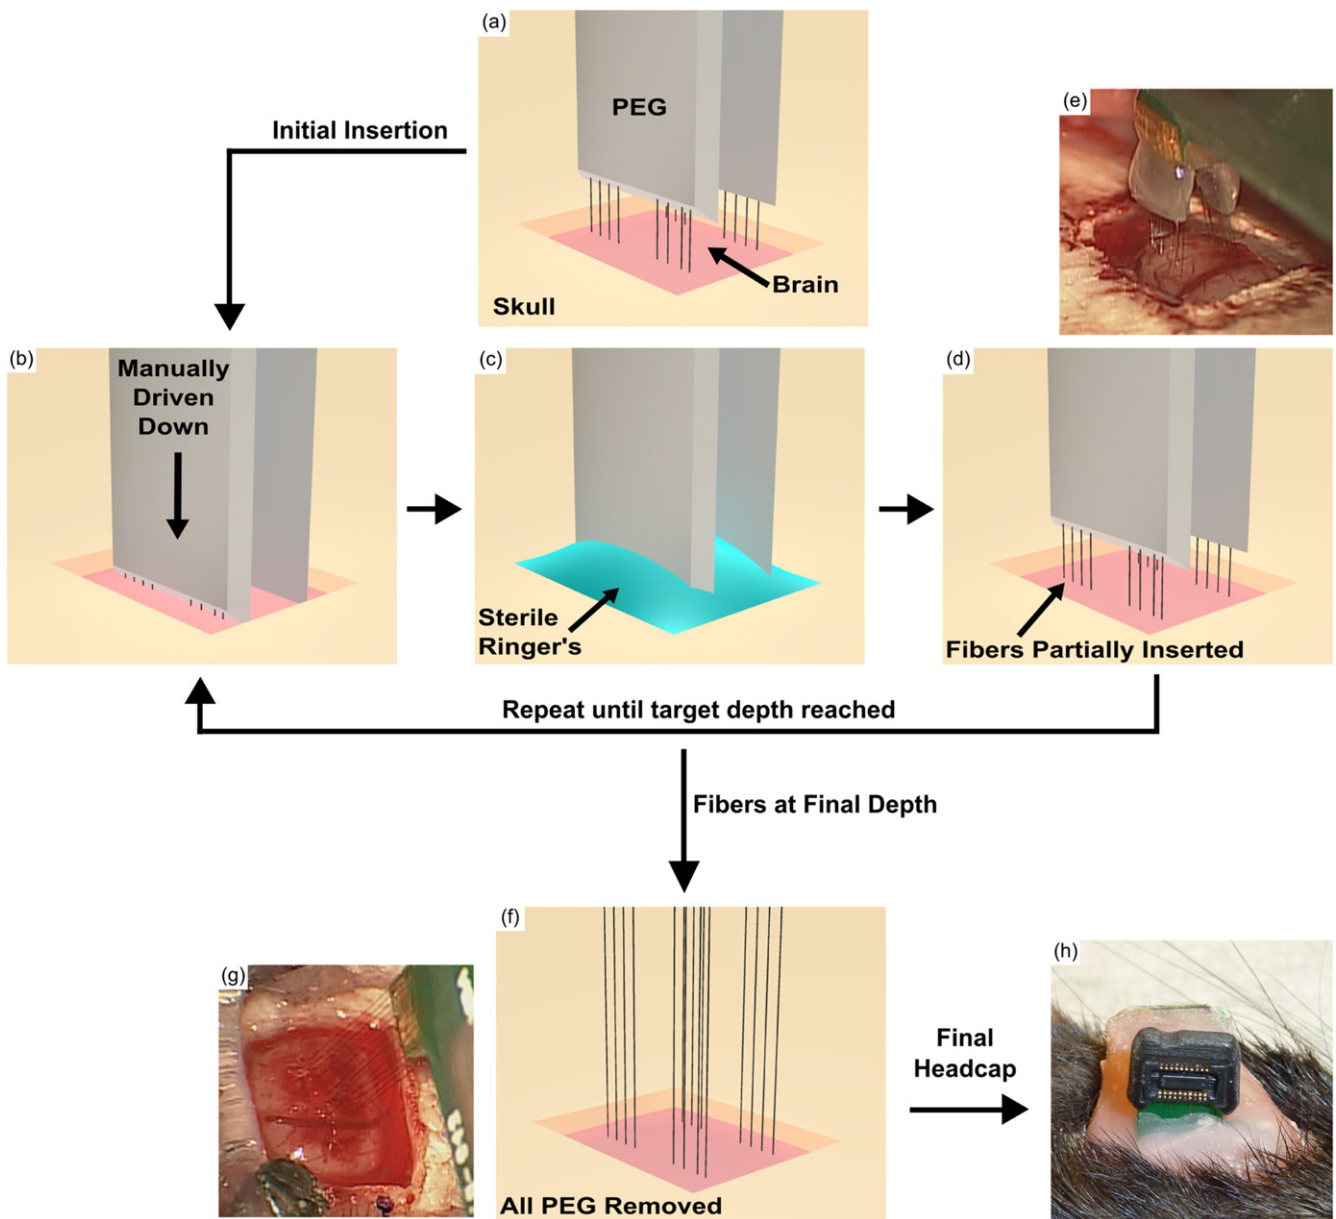 (a)
PEG
Initial Insertion
Brain
Skull
(e)
(b)
Manually
Driven
Down
(c)
Sterile
Ringer's
(d)
Fibers Partially Inserted
Repeat until target depth reached
Fibers at Final Depth
(f)
All PEG Removed
(g)
Final
Headcap
(h)